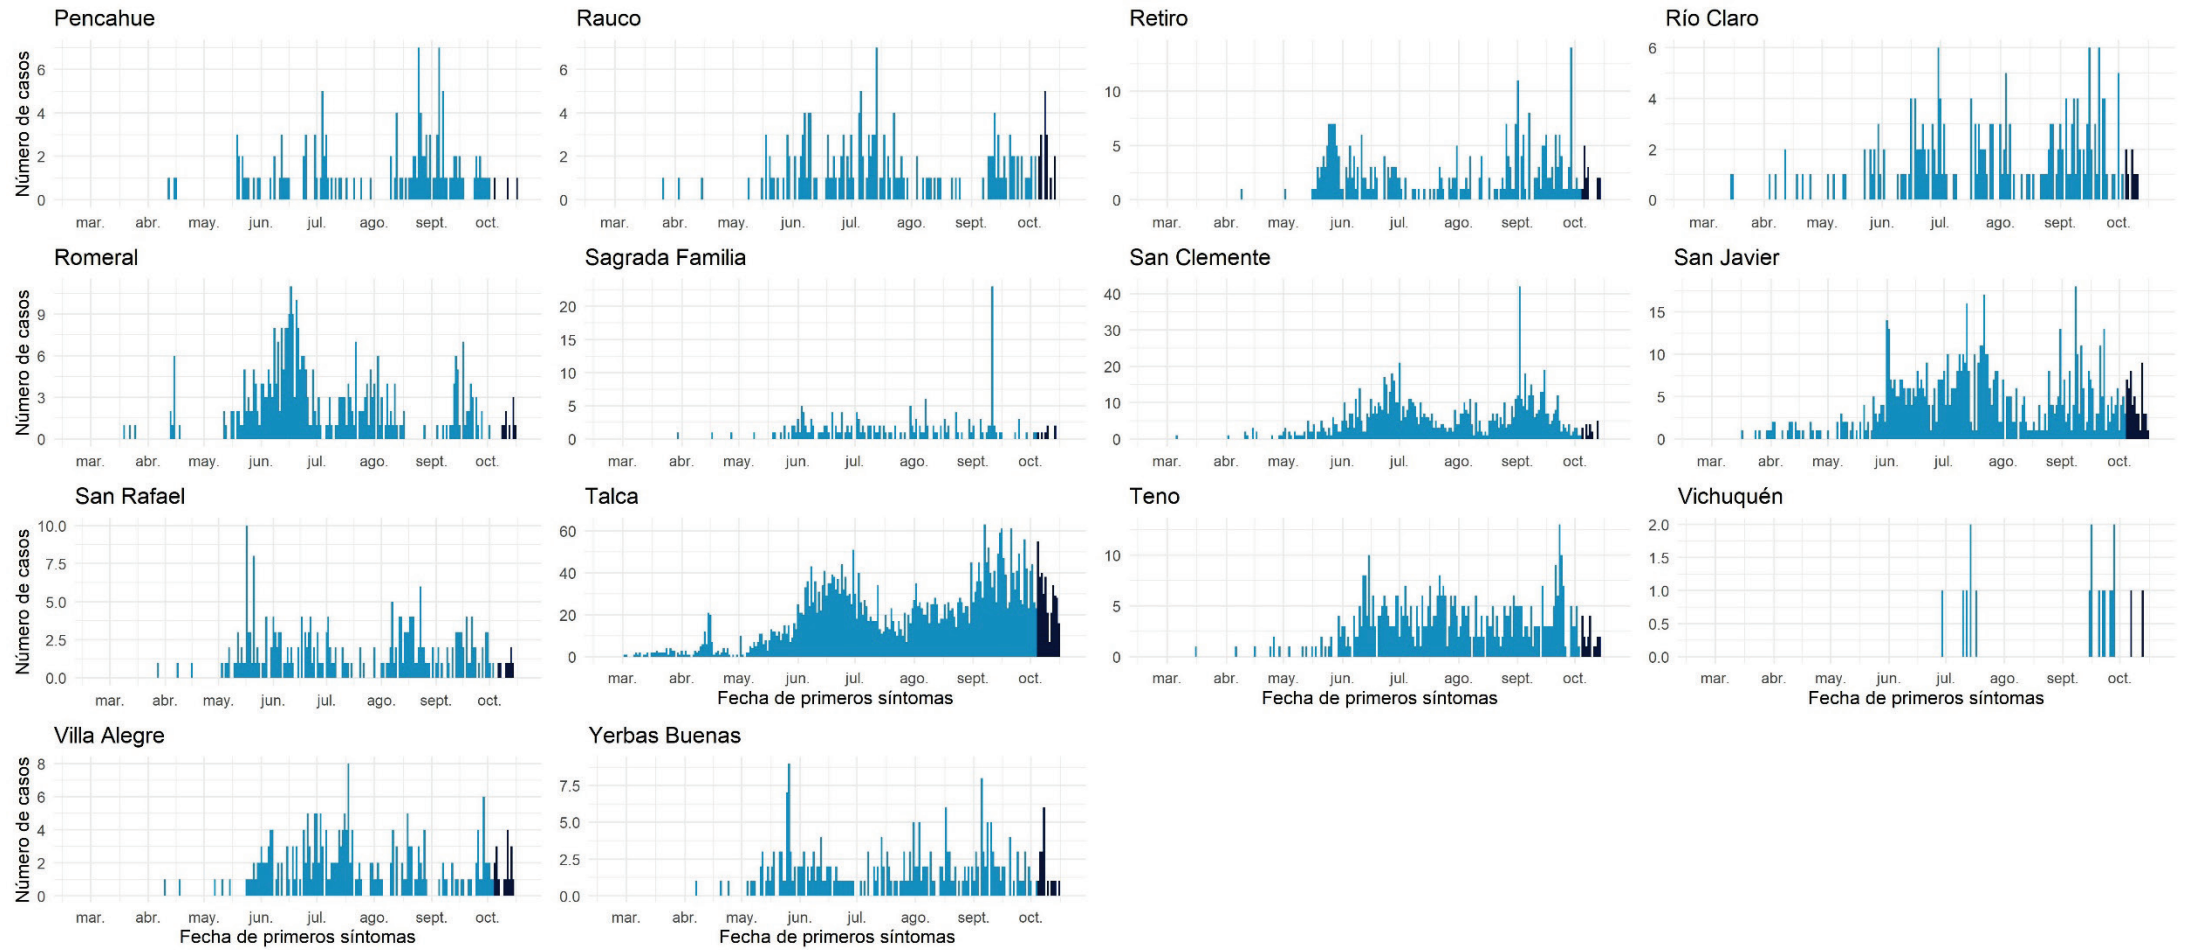 Pencahue
Número de casos
6
4
2
0
mar. abr. may. jun. jul. ago. sept. oct.
Rauco
6
4
2
0
mar. abr. may. jun. jul. ago. sept. oct.
Retiro
10
5
0
mar. abr. may. jun. jul. ago. sept. oct.
Río Claro
6
4
2
0
mar. abr. may. jun. jul. ago. sept. oct.
Romeral
Número de casos
9
6
3
0
mar. abr. may. jun. jul. ago. sept. oct.
Sagrada Familia
20
15
10
5
0
mar. abr. may. jun. jul. ago. sept. oct.
San Clemente
40
30
20
10
0
mar. abr. may. jun. jul. ago. sept. oct.
San Javier
15
10
5
0
mar. abr. may. jun. jul. ago. sept. oct.
San Rafael
Número de casos
10.0
7.5
5.0
2.5
0.0
mar. abr. may. jun. jul. ago. sept. oct.
Talca
60
40
20
0
mar. abr. may. jun. jul. ago. sept. oct.
Fecha de primeros síntomas
Teno
10
5
0
mar. abr. may. jun. jul. ago. sept. oct.
Fecha de primeros síntomas
Vichuquén
2.0
1.5
1.0
0.5
0.0
mar. abr. may. jun. jul. ago. sept. oct.
Fecha de primeros síntomas
Villa Alegre
Número de casos
8
6
4
2
0
mar. abr. may. jun. jul. ago. sept. oct.
Fecha de primeros síntomas
Yerbas Buenas
7.5
5.0
2.5
0.0
mar. abr. may. jun. jul. ago. sept. oct.
Fecha de primeros síntomas